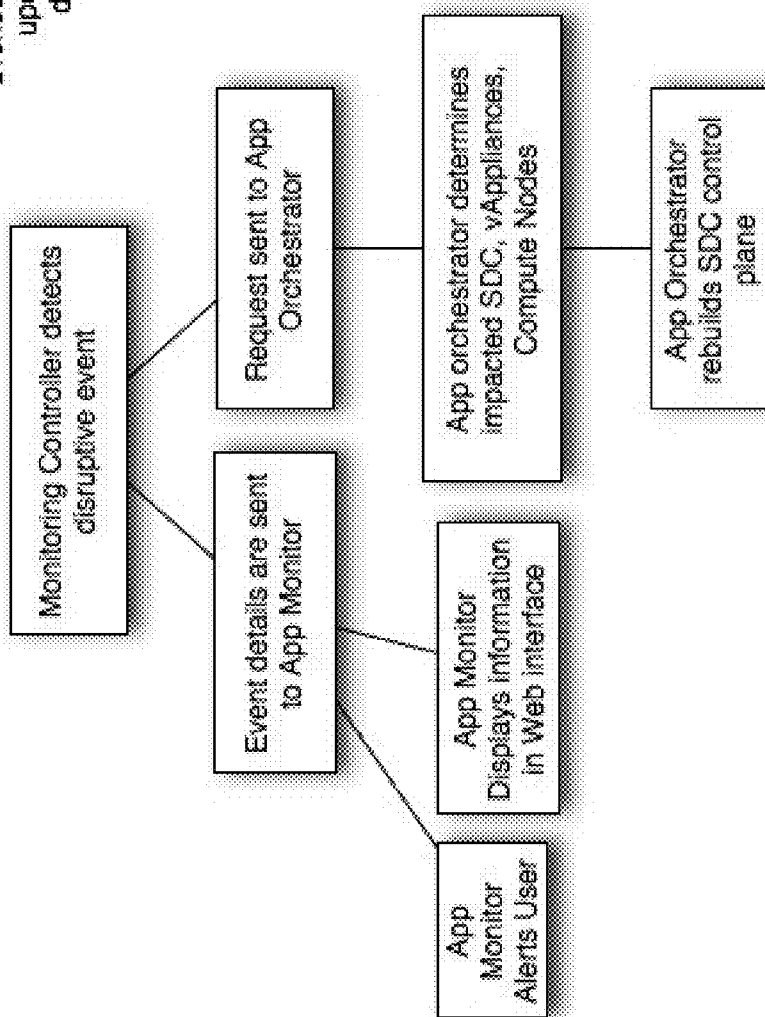 Monitoring Controller detects
disruptive event
Event details are sent
to App Monitor
Request sent to App
Orchestrator
App
Monitor
Alerts User
App Monitor
Displays information
in Web interface
App orchestrator determines
impacted SDC, vAppliances,
Compute Nodes
App Orchestrator
rebuilds SDC control
plane